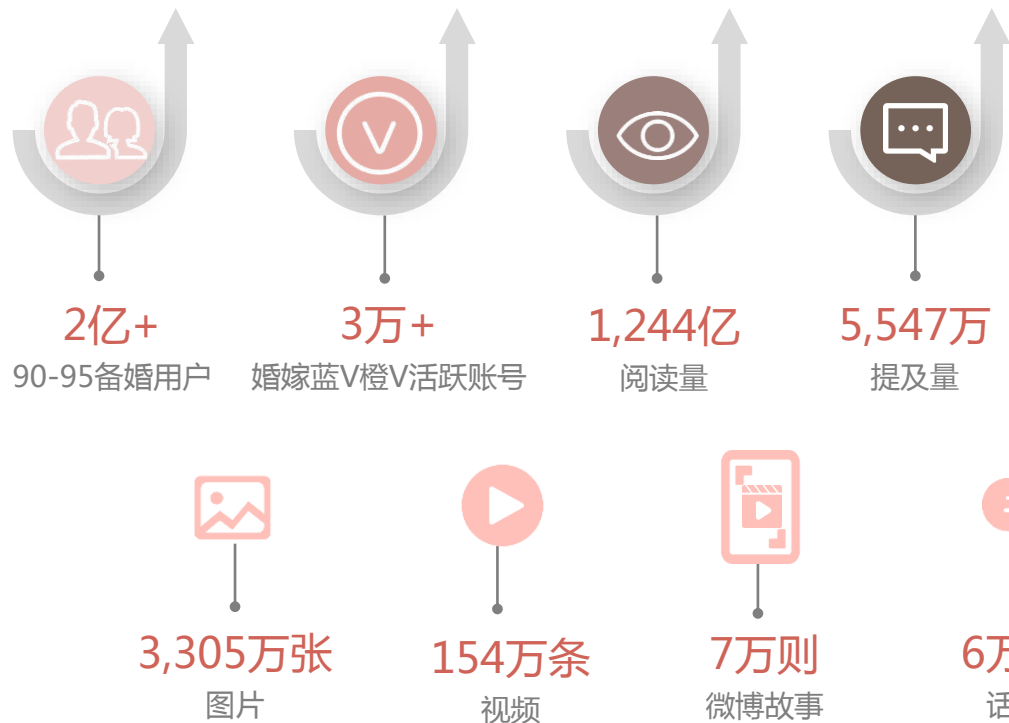 2亿+
90-95备婚用户
3万+
婚嫁蓝V橙V活跃账号
1,244亿
阅读量
5,547万
提及量
3,305万张
图片
154万条
视频
7万则
微博故事
6万
话